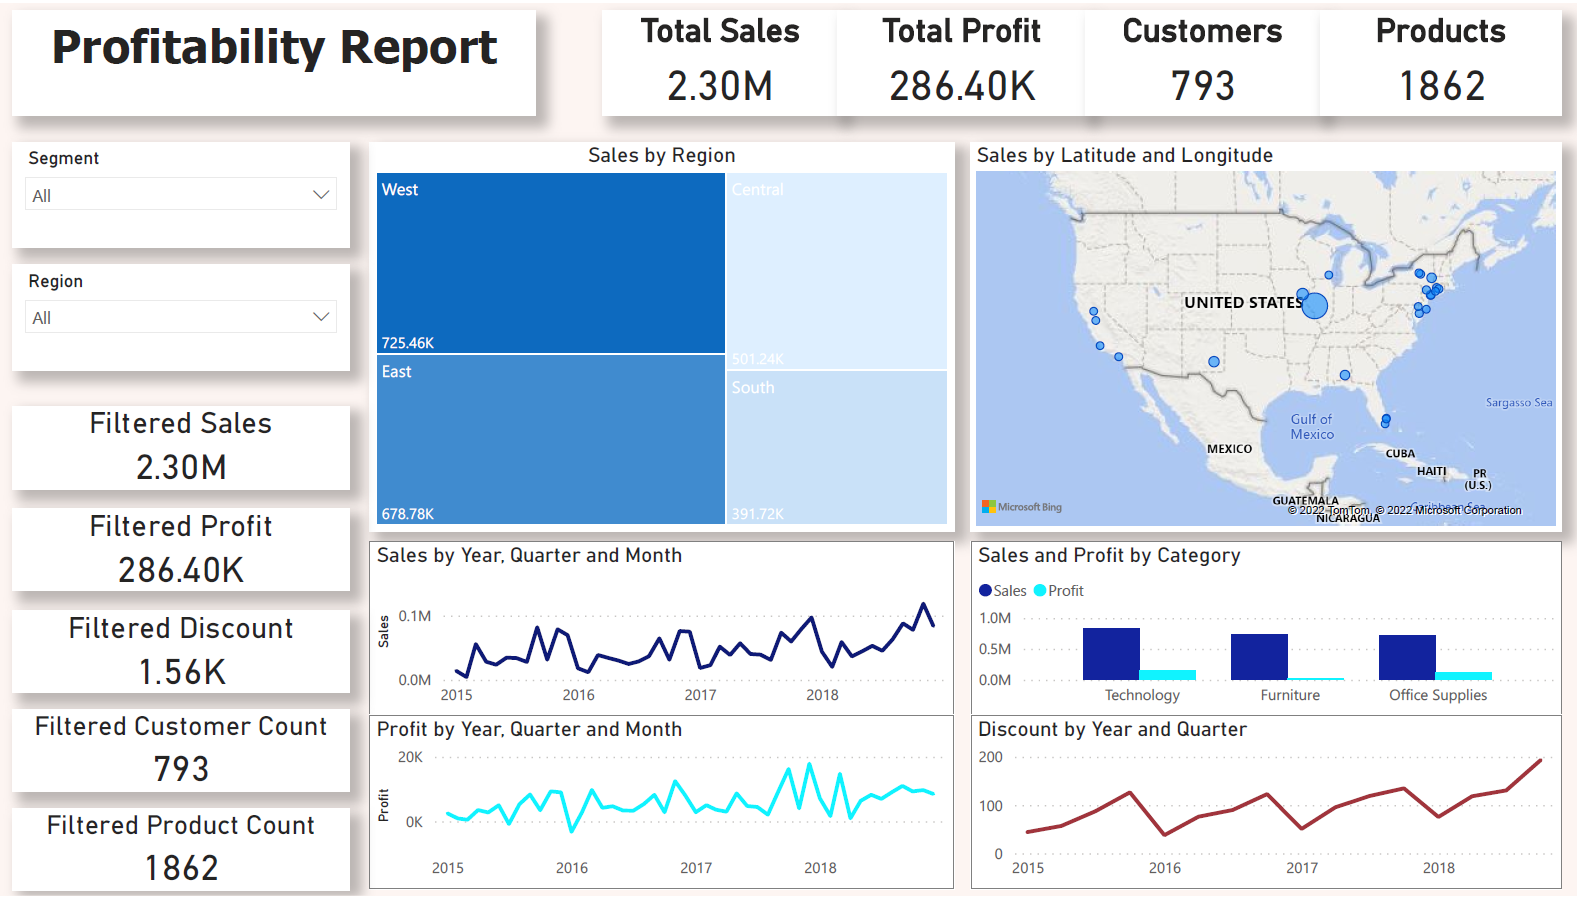 Profitability Report
Total Sales
2.30M
Total Profit
286.40K
Customers
793
Products
1862
Segment
All
Region
All
Filtered Sales
2.30M
Filtered Profit
286.40K
Filtered Discount
1.56K
Filtered Customer Count
793
Filtered Product Count
1862
Sales by Region
West
725.46K
East
678.78K
Central
501.24K
South
391.72K
Sales by Latitude and Longitude
UNITED STATES
Sargasso Sea
Gulf of
Mexico
MEXICO
CUBA
HAITI
PR
(U.S.)
GUATEMALA
Caribbean Sea
NICARAGUA
Microsoft Bing
© 2022 TomTom, © 2022 Microsoft Corporation
Sales by Year, Quarter and Month
Sales
0.1M
0.0M
2015 2016 2017 2018
Sales and Profit by Category
Sales Profit
1.0M
0.5M
0.0M
Technology Furniture Office Supplies
Profit by Year, Quarter and Month
Profit
20K
0K
2015 2016 2017 2018
Discount by Year and Quarter
200
100
0
2015 2016 2017 2018